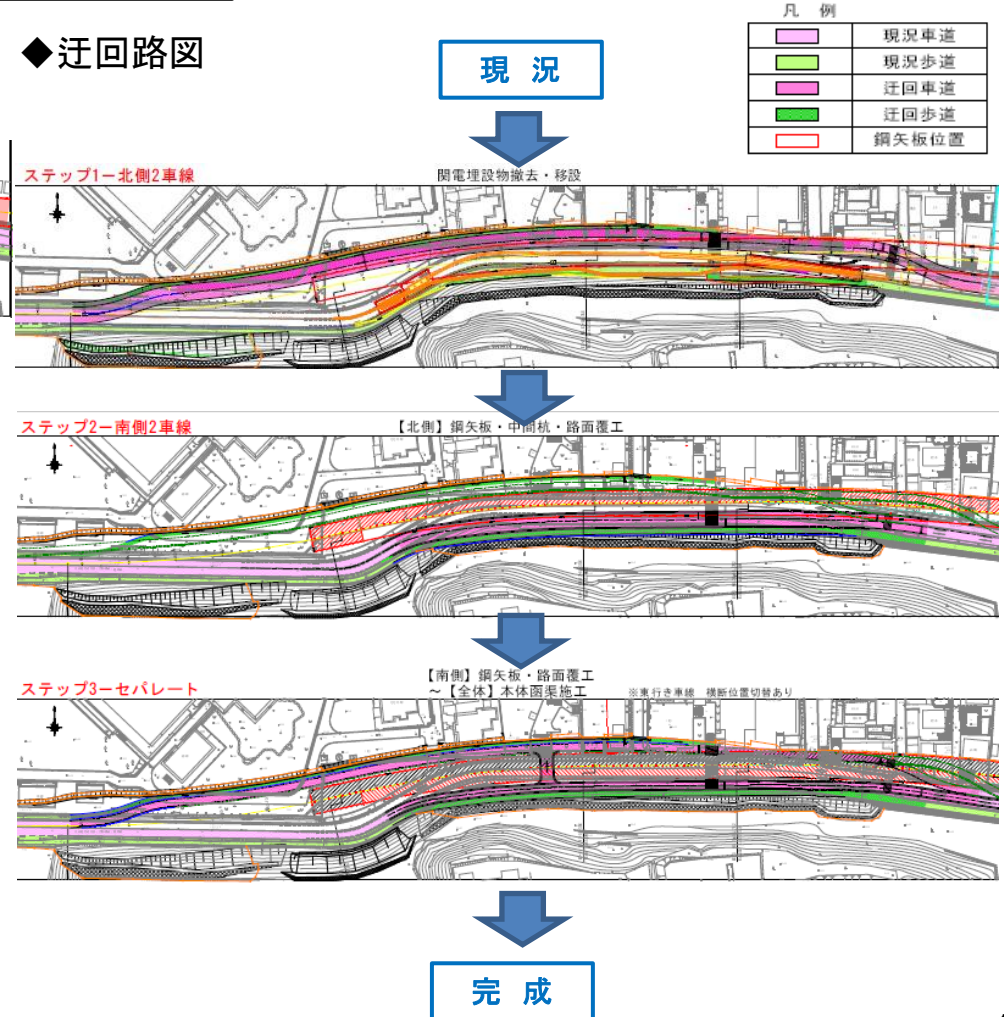 ◆迂回路図
現 況
凡 例
現況車道
現況歩道
迂回車道
迂回歩道
鋼矢板位置
ステップ1ー北側2車線
関電埋設物撤去・移設
ステップ2ー南側2車線
【北側】鋼矢板・中間杭・路面覆工
ステップ3ーセパレート
【南側】鋼矢板・路面覆工
～【全体】本体函渠施工
※東行き車線 横断位置切替あり
完 成